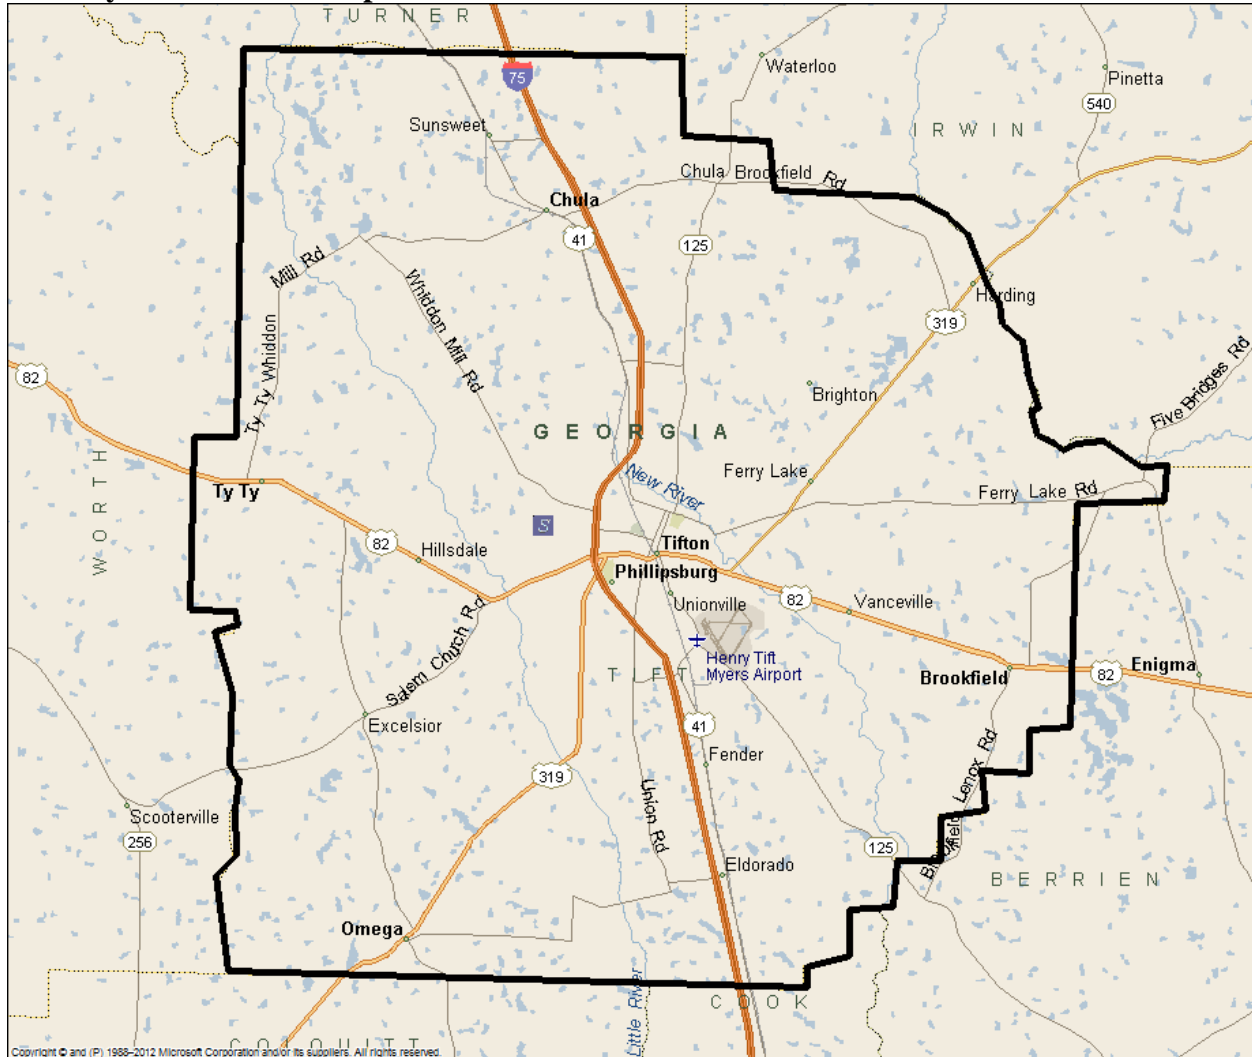 TURNER
75
Waterloo
Pinetta
540
Sunsweet
IRWIN
Chula Brookfield Rd
Chula
41
125
Mill Rd
Whiddon Mill Rd
Harding
319
Ty Ty Whiddon
82
Brighton
Five Bridges Rd
GEORGIA
WORTH
New River
Ferry Lake
Ty Ty
Ferry Lake Rd
S
82
Hillsdale
Tifton
Phillipsburg
Unionville
82
Vanceville
Salem Church Rd
Henry Tift
Myers Airport
TIFT
Brookfield
82
Enigma
Excelsior
41
Fender
319
Union Rd
Brookfield Lenox Rd
Scooterville
256
125
Eldorado
BERRIEN
Omega
Little River
COOK
COLQUITT
Copyright © and (P) 1988–2012 Microsoft Corporation and/or its suppliers. All rights reserved.